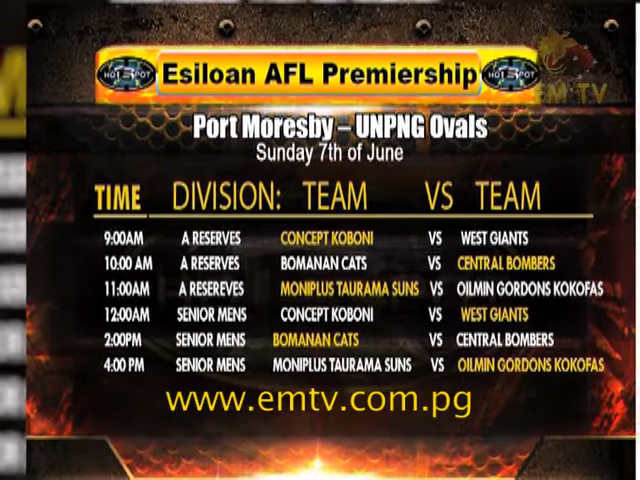 HOT SPOT Esiloan AFL Premiership HOT SPOT
EM TV
Port Moresby – UNPNG Ovals
Sunday 7th of June
TIME DIVISION: TEAM VS TEAM
9:00AM A RESERVES CONCEPT KOBONI VS WEST GIANTS
10:00 AM A RESERVES BOMANAN CATS VS CENTRAL BOMBERS
11:00AM A RESEREVES MONIPLUS TAURAMA SUNS VS OILMIN GORDONS KOKOFAS
12:00AM SENIOR MENS CONCEPT KOBONI VS WEST GIANTS
2:00PM SENIOR MENS BOMANAN CATS VS CENTRAL BOMBERS
4:00 PM SENIOR MENS MONIPLUS TAURAMA SUNS VS OILMIN GORDONS KOKOFAS
www.emtv.com.pg